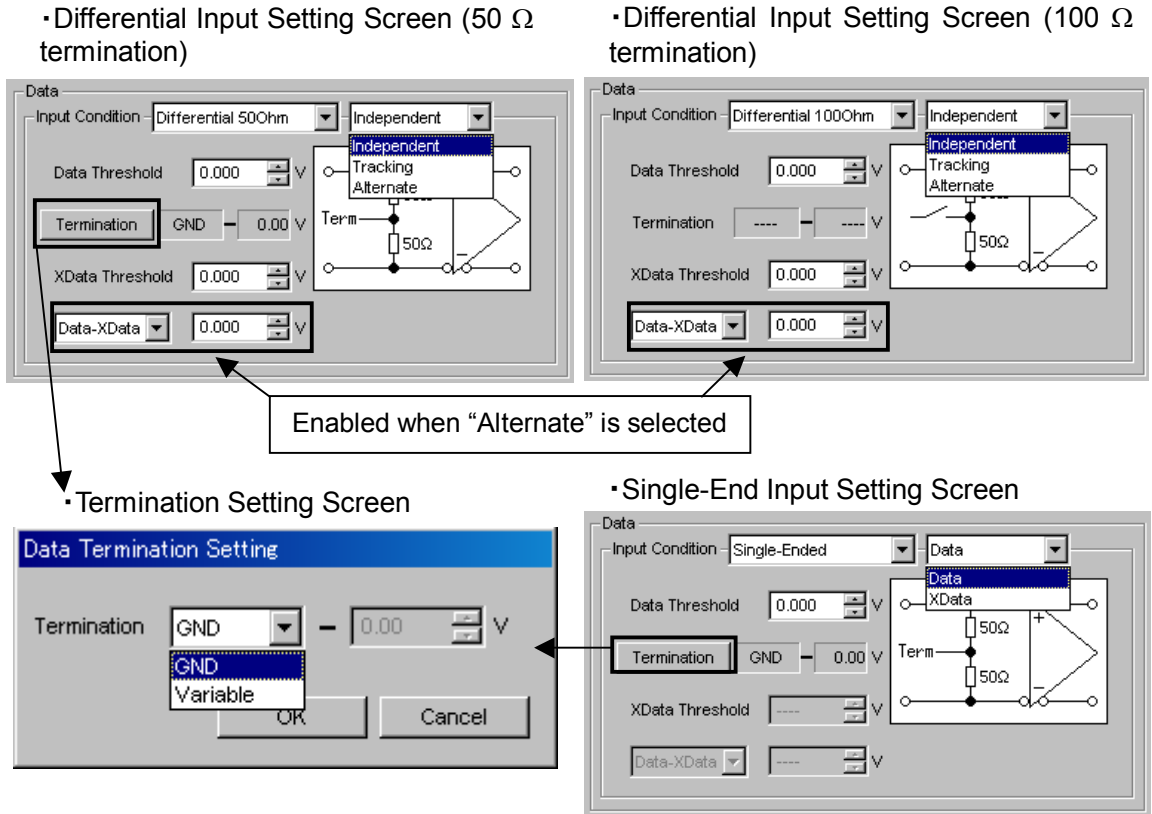 ・Differential Input Setting Screen (50 Ω
termination)
Data
Input Condition Differential 50Ohm Independent
Independent
Tracking
Alternate
Data Threshold 0.000 V
Termination GND – 0.00 V
Term
50Ω
–
XData Threshold 0.000 V
Data-XData 0.000 V
・Differential Input Setting Screen (100 Ω
termination)
Data
Input Condition Differential 100Ohm Independent
Independent
Tracking
Alternate
Data Threshold 0.000 V
Termination ---- – ---- V
50Ω
–
XData Threshold 0.000 V
Data-XData 0.000 V
Enabled when “Alternate” is selected
・Termination Setting Screen
Data Termination Setting
Termination GND – 0.00 V
GND
Variable
OK Cancel
・Single-End Input Setting Screen
Data
Input Condition Single-Ended Data
Data
XData
Data Threshold 0.000 V
50Ω +
Termination GND – 0.00 V
Term
50Ω
–
XData Threshold ---- V
Data-XData ---- V